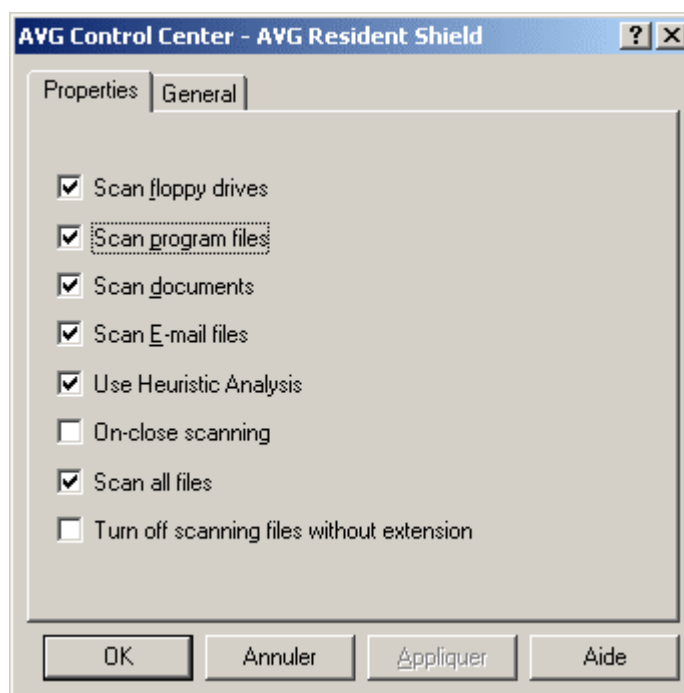 AVG Control Center - AVG Resident Shield
Properties
General
Scan floppy drives
Scan program files
Scan documents
Scan E-mail files
Use Heuristic Analysis
On-close scanning
Scan all files
Turn off scanning files without extension
OK
Annuler
Appliquer
Aide